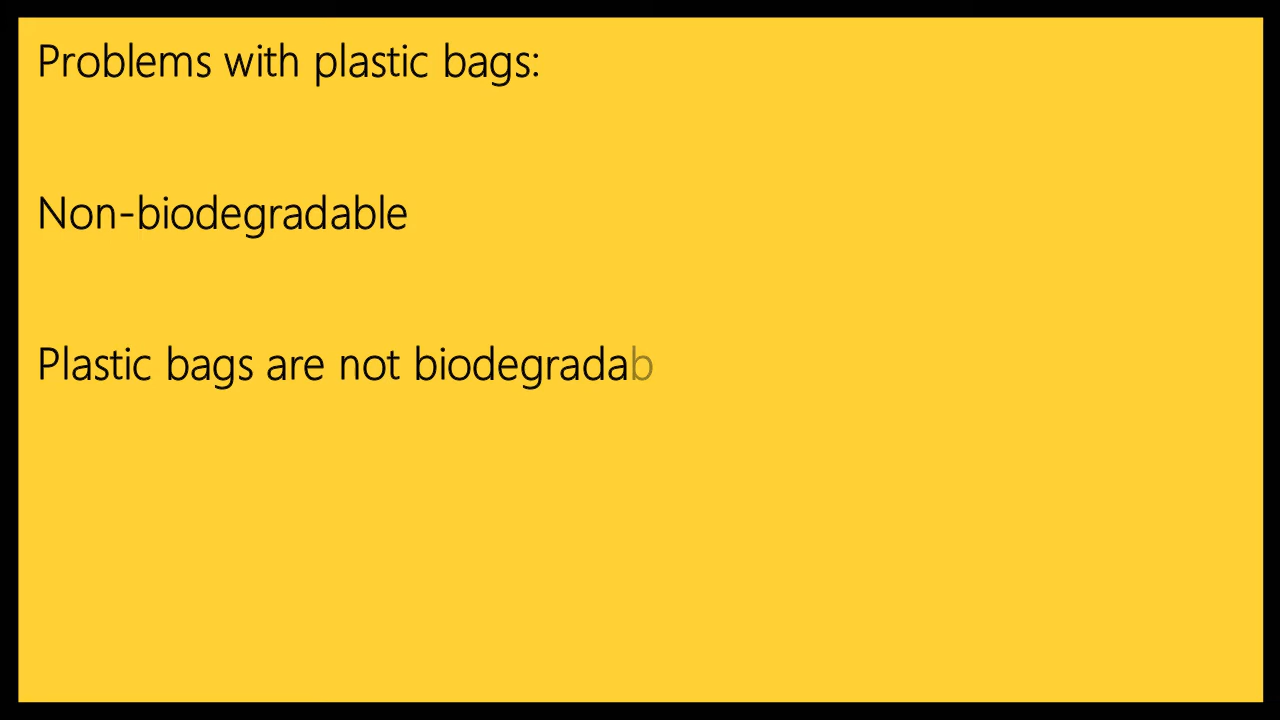 Problems with plastic bags:
Non-biodegradable
Plastic bags are not biodegradab